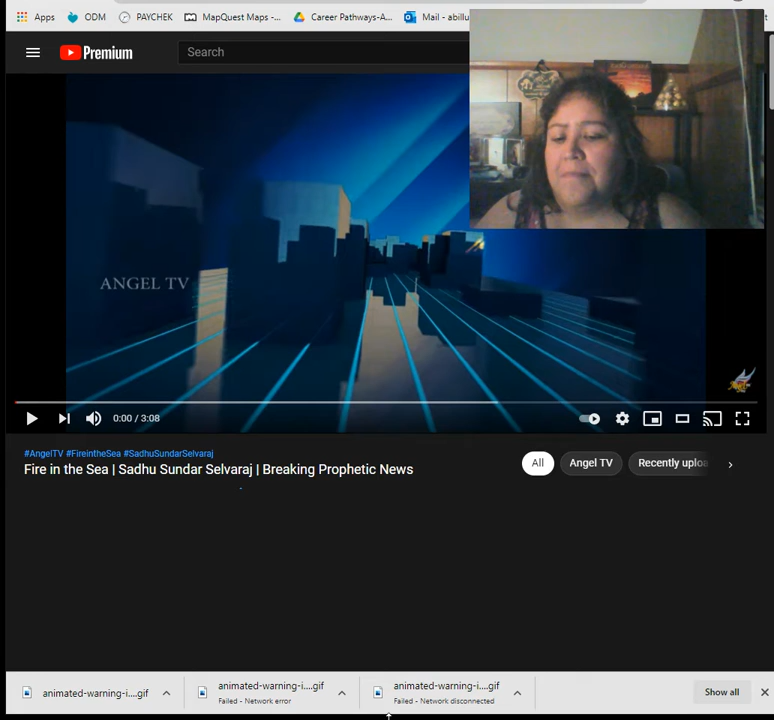 Apps ODM PAYCHEK MapQuest Maps -... Career Pathways-A... Mail - abillu
Premium
Search
ANGEL TV
0:00 / 3:08
#AngelTV #FireintheSea #SadhuSundarSelvaraj
Fire in the Sea | Sadhu Sundar Selvaraj | Breaking Prophetic News
All Angel TV Recently uploa
animated-warning-i....gif
animated-warning-i....gif
Failed - Network error
animated-warning-i....gif
Failed - Network disconnected
Show all